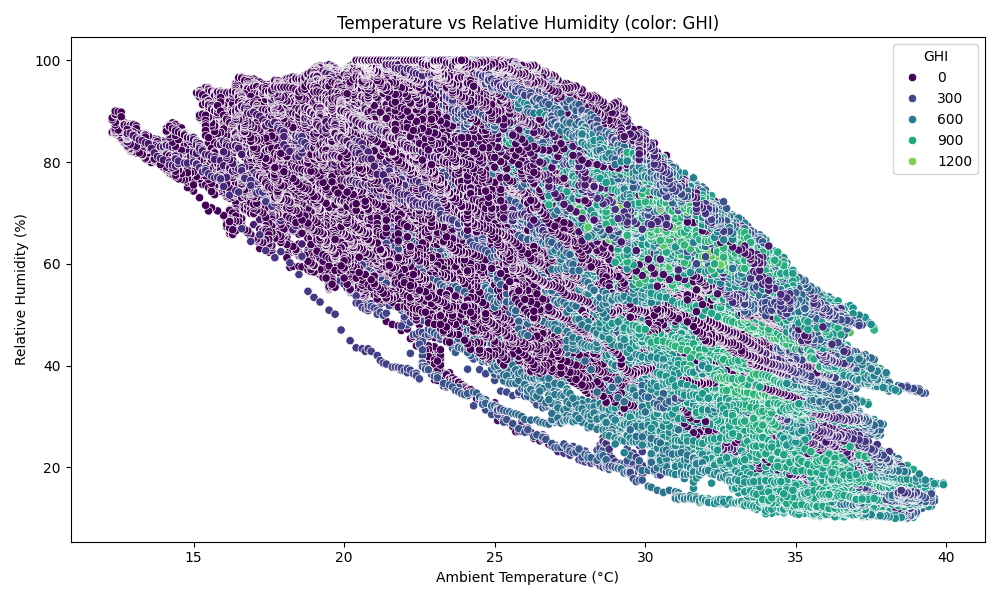 Temperature vs Relative Humidity (color: GHI)
GHI
0
300
600
900
1200
Relative Humidity (%)
100
80
60
40
20
15 20 25 30 35 40
Ambient Temperature (°C)